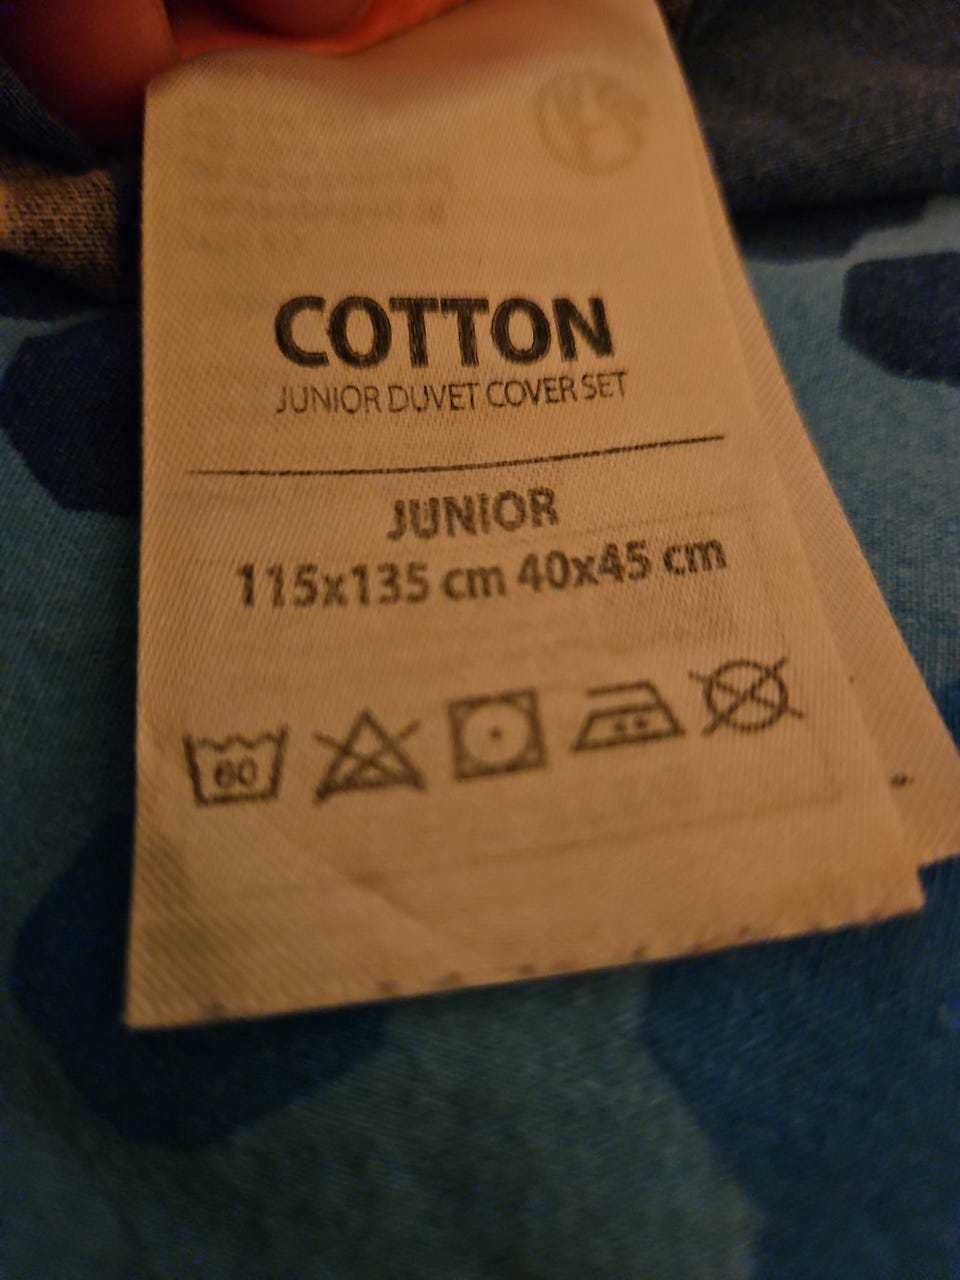 COTTON
JUNIOR DUVET COVER SET
JUNIOR
115x135 cm 40x45 cm
60